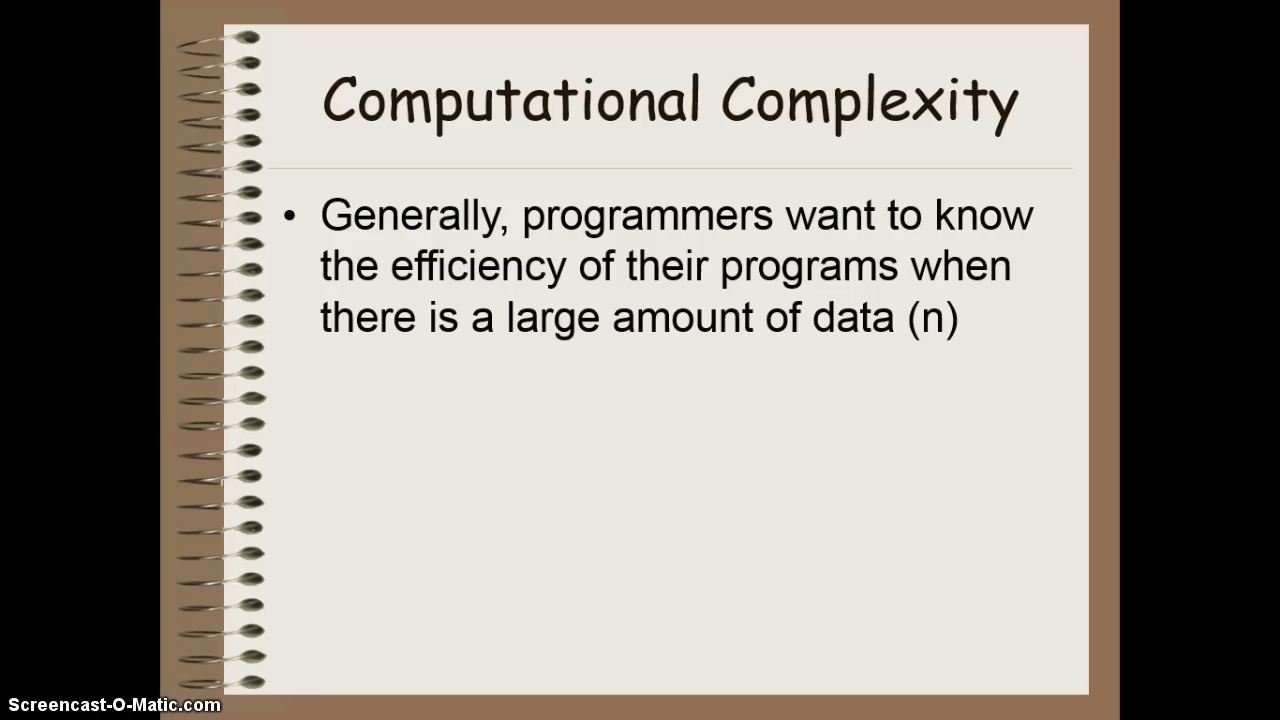 Computational Complexity
• Generally, programmers want to know
the efficiency of their programs when
there is a large amount of data (n)
Screencast-O-Matic.com